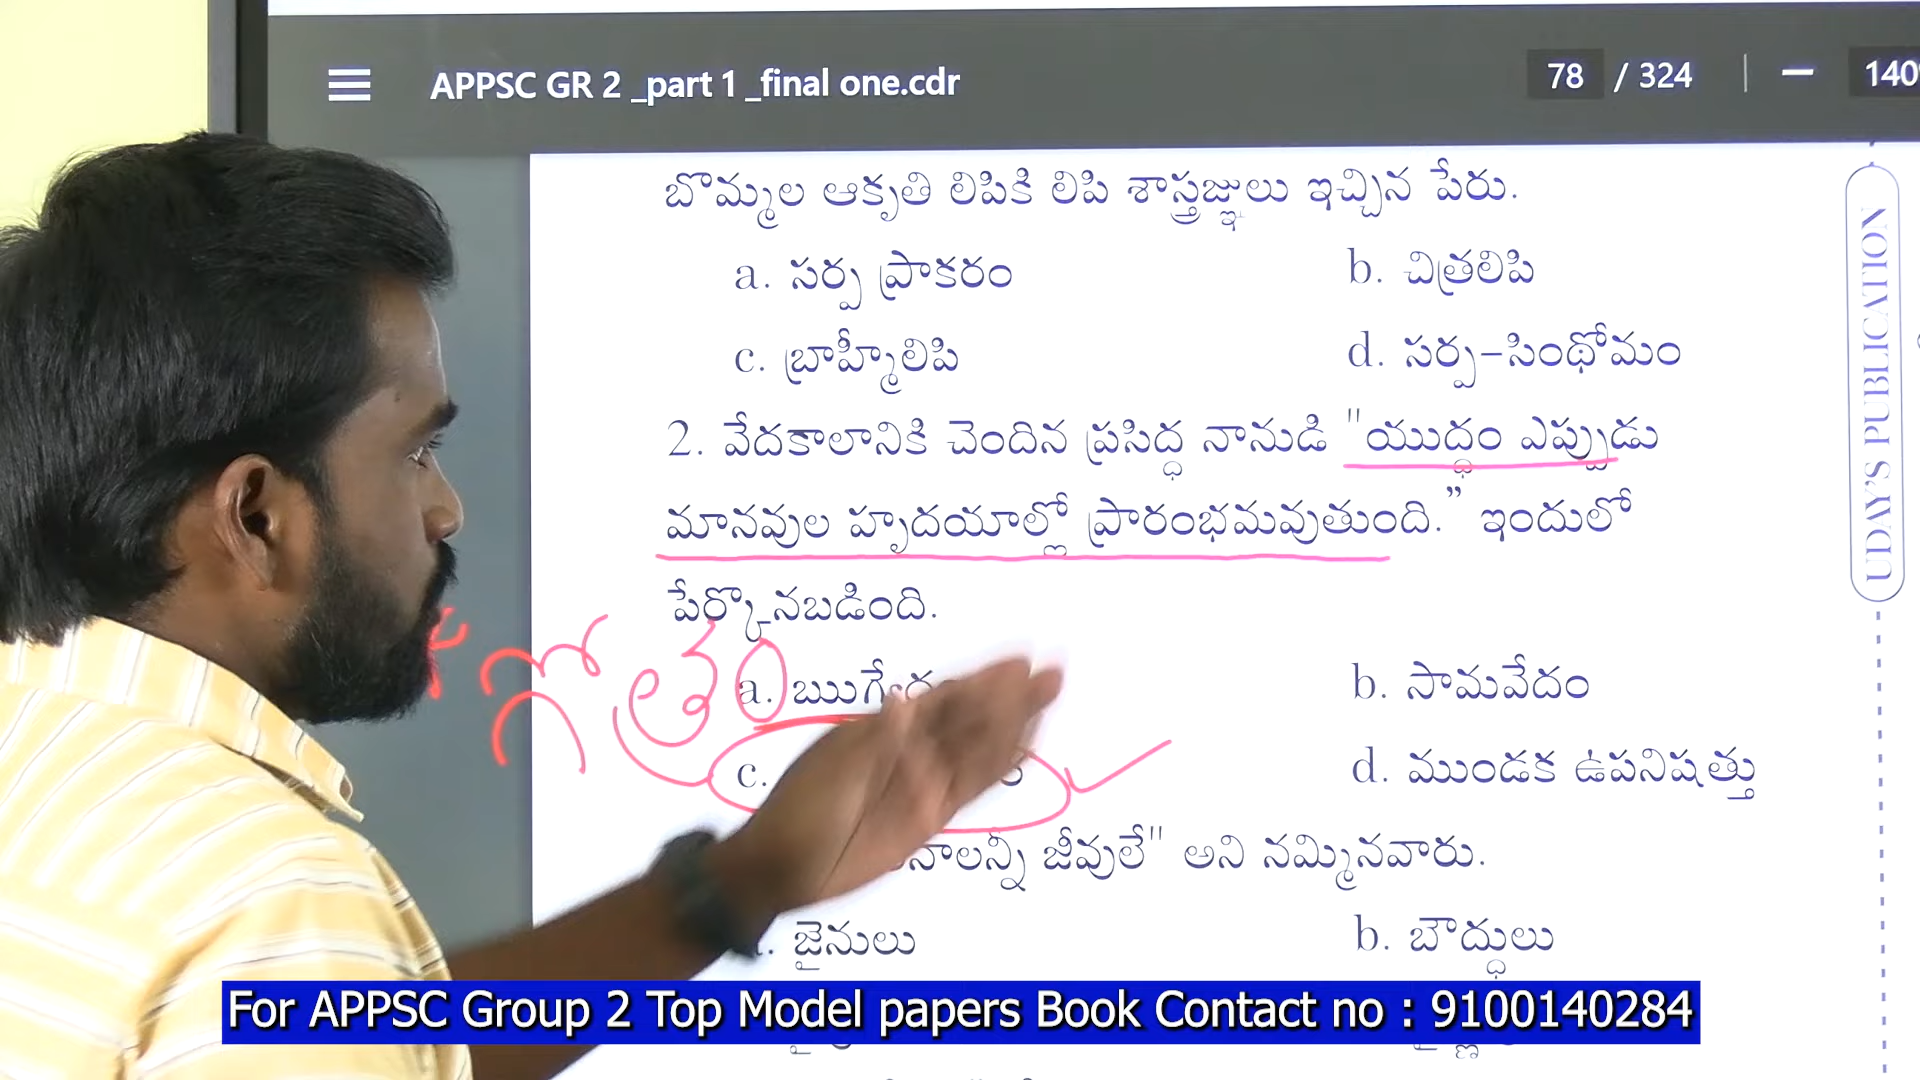 APPSC GR 2 _part 1 _final one.cdr
78 / 324
బొమ్మల ఆకృతి లిపికి లిపి శాస్త్రజ్ఞులు ఇచ్చిన పేరు.
a. సర్ప ప్రాకరం
b. చిత్రలిపి
c. బ్రాహ్మీలిపి
d. సర్ప-సింథోమం
2. వేదకాలానికి చెందిన ప్రసిద్ధ నానుడి "యుద్ధం ఎప్పుడు
మానవుల హృదయాల్లో ప్రారంభమవుతుంది." ఇందులో
పేర్కొనబడింది.
a.
b. సామవేదం
c.
d. ముండక ఉపనిషత్తు
జీవులే" అని నమ్మినవారు.
జైనులు
b. బౌద్ధులు
UDAY'S PUBLICATION
For APPSC Group 2 Top Model papers Book Contact no : 9100140284